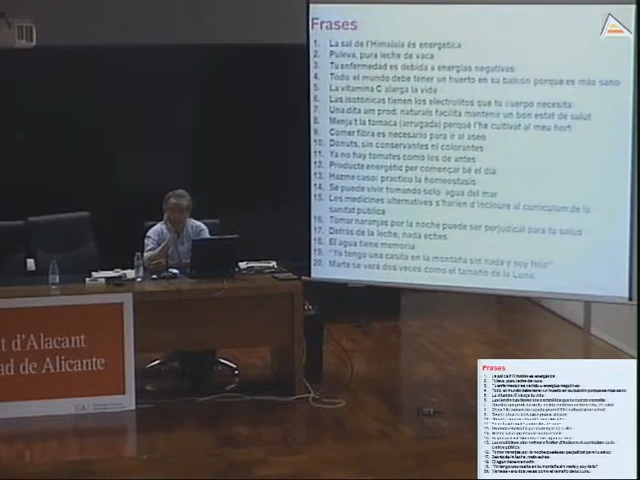 Frases
1. La sal de l'Himalaia és energética
2. Puleva, pura leche de vaca
3. Tu enfermedad es debida a energías negativas
4. Todo el mundo debe tener un huerto en su balcón porque es más sano
5. La vitamina C alarga la vida
6. Las isotónicas tienen los electrolitos que tu cuerpo necesita
7. Una dita am prod. naturals facilita mantenir un bon estat de salut
8. Menja't la tomaca (arrugada) perquè l'he cultivat al meu hort
9. Comer fibra es necesario para ir al aseo
10. Donuts, sin conservantes ni colorantes
11. Ya no hay tomates como los de antes
12. Producte energètic per començar bé el dia
13. Hazme caso: practico la homeostasis
14. Se puede vivir tomando solo agua del mar
15. Les medicines alternatives s'harien d'incloure al curriculum de la
sanitat pública
16. Tomar naranjas por la noche puede ser perjudicial para tu salud
17. Detrás de la leche, nada eches
18. El agua tiene memoria
19. "Yo tengo una casita en la montaña sin nada y soy feliz"
20. Marte se verá dos veces como el tamaño de la Luna
t d'Alacant
ad de Alicante
Frases